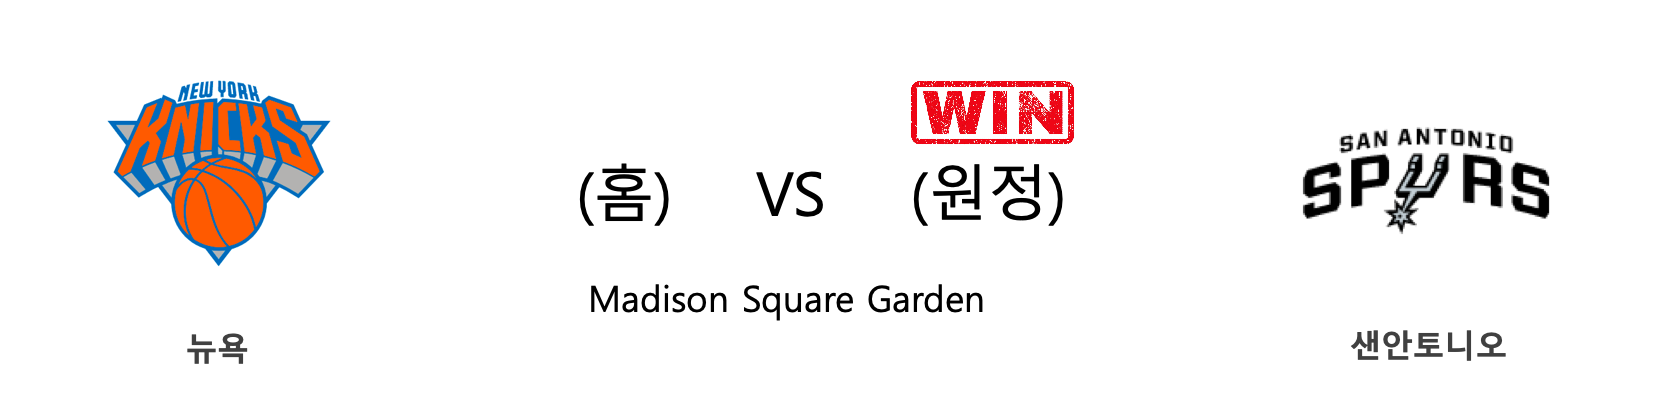 NEW YORK
KNICKS
WIN
(홈) VS (원정)
SAN ANTONIO
SPURS
Madison Square Garden
뉴욕
샌안토니오